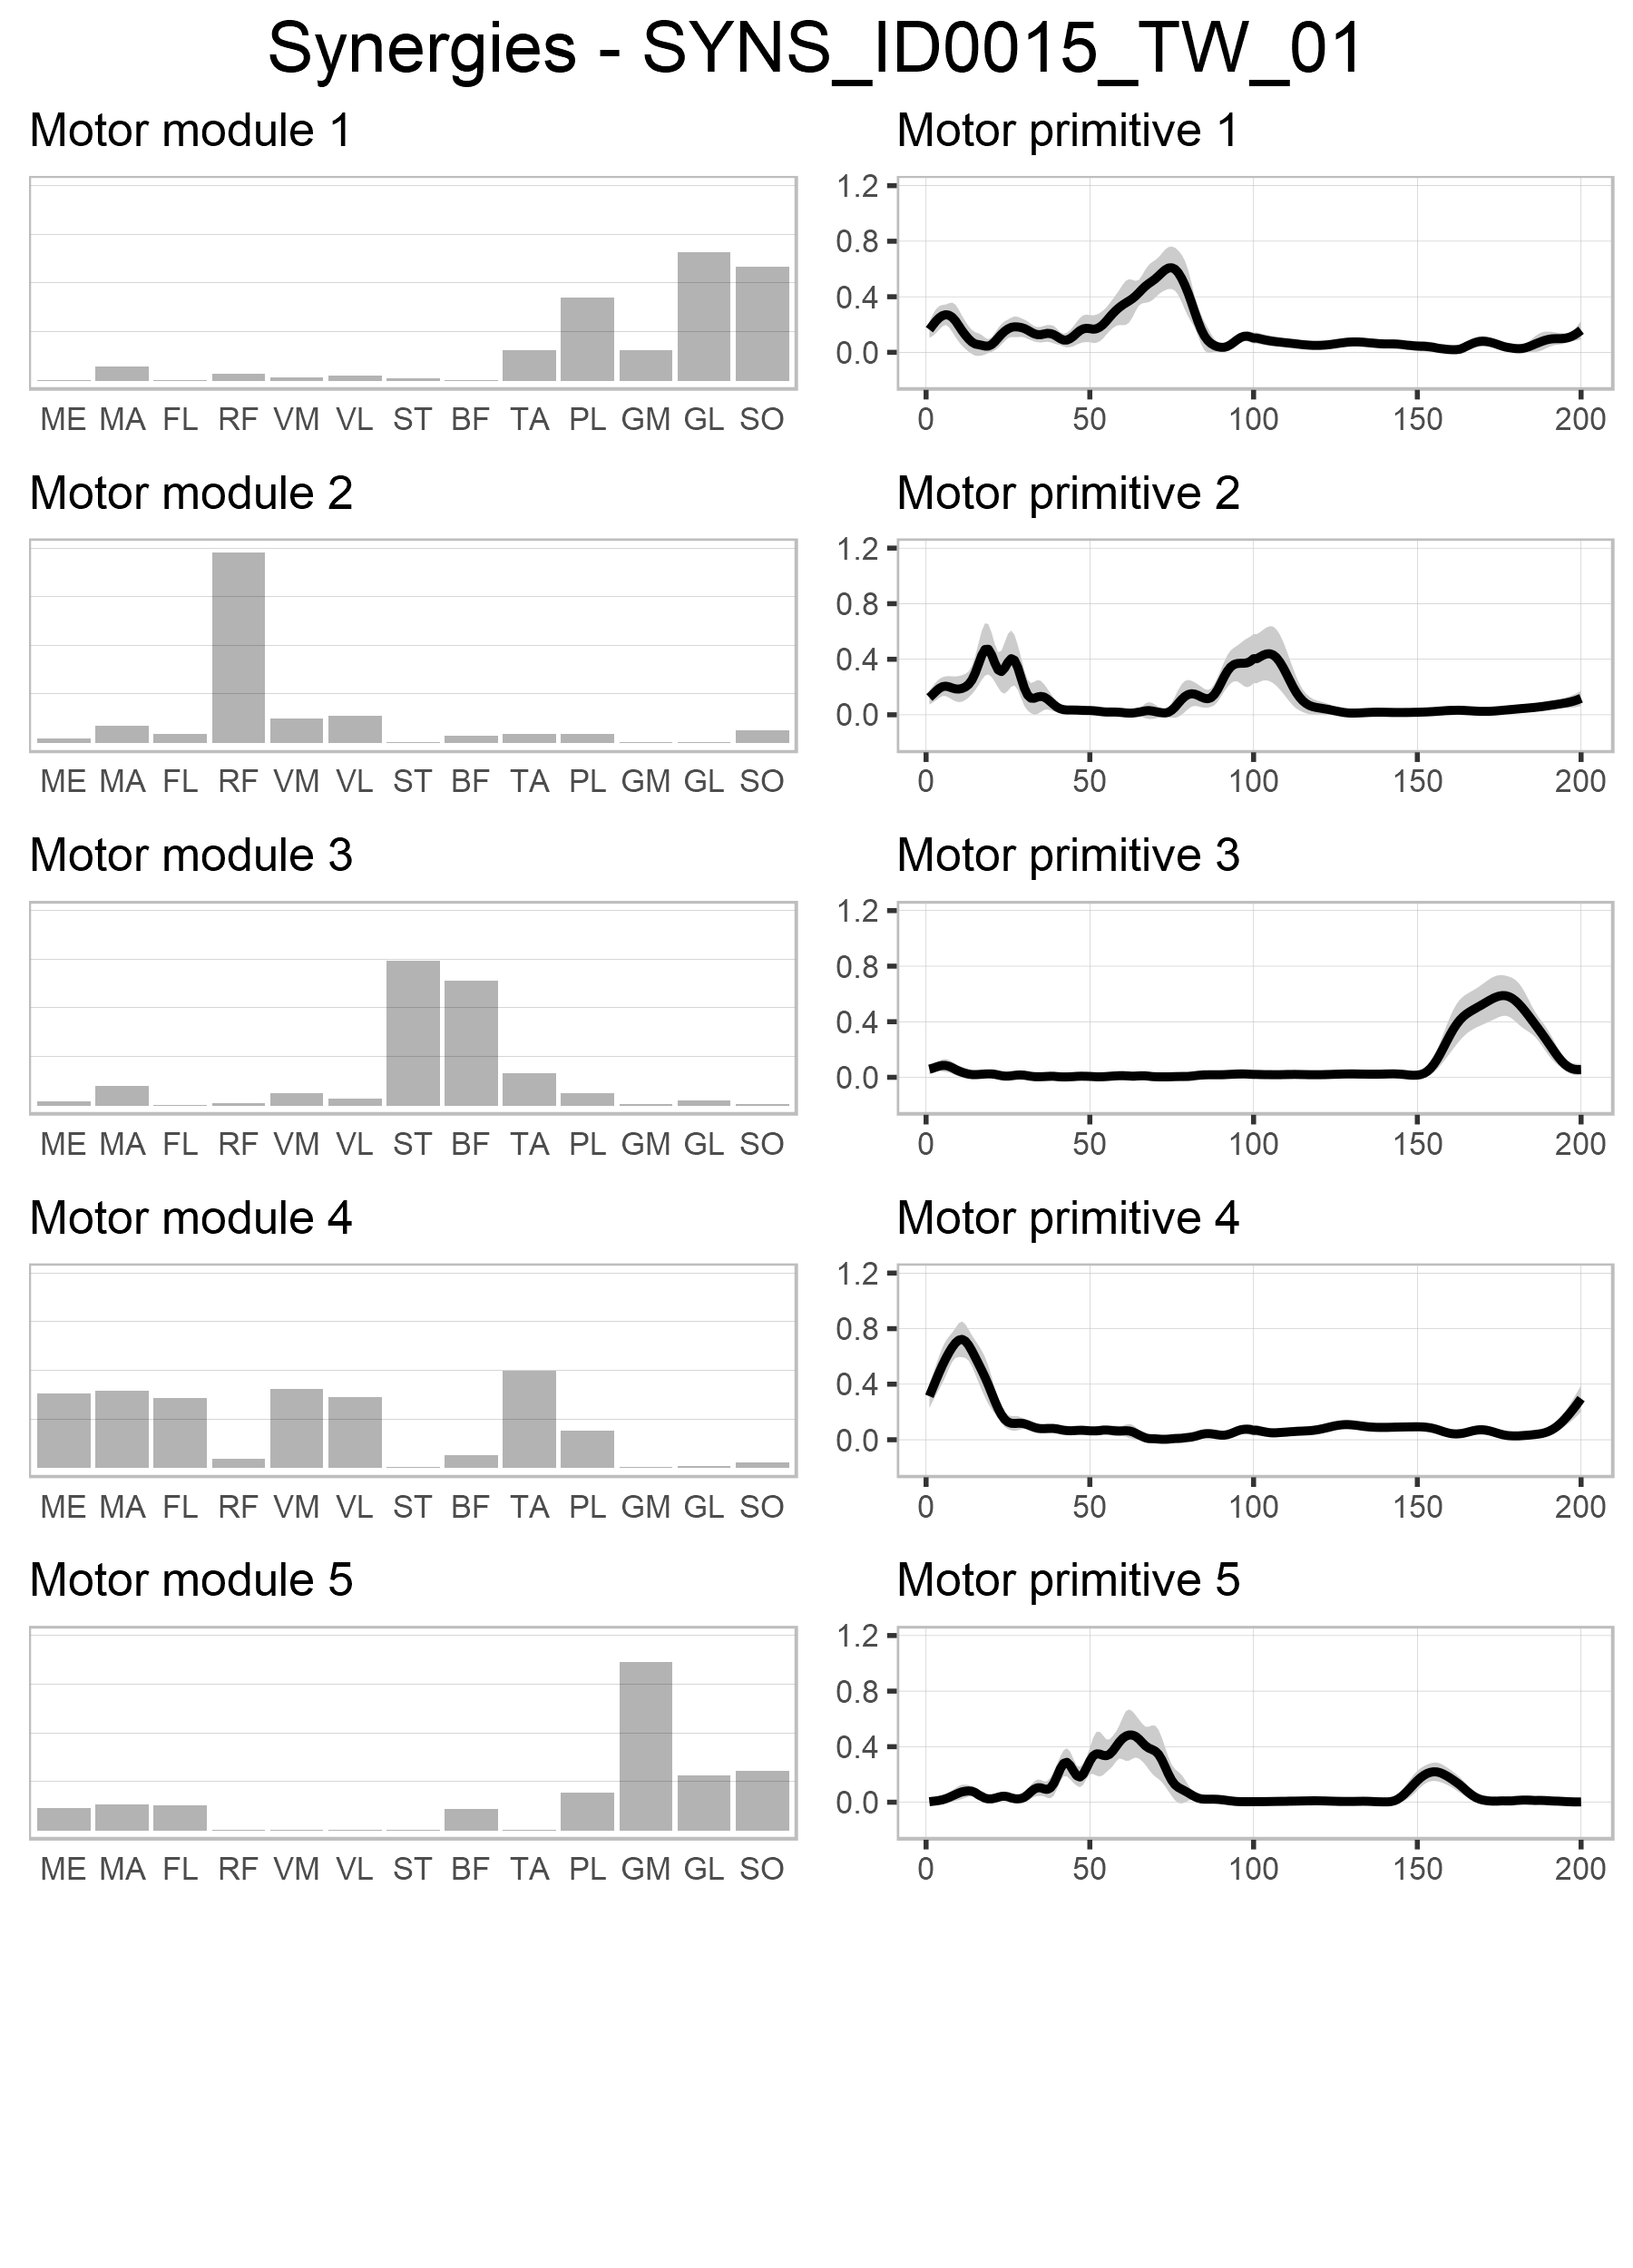 Synergies - SYNS_ID0015_TW_01
Motor module 1
Motor primitive 1
1.2
0.8
0.4
0.0
ME MA FL RF VM VL ST BF TA PL GM GL SO
0 50 100 150 200
Motor module 2
Motor primitive 2
1.2
0.8
0.4
0.0
ME MA FL RF VM VL ST BF TA PL GM GL SO
0 50 100 150 200
Motor module 3
Motor primitive 3
1.2
0.8
0.4
0.0
ME MA FL RF VM VL ST BF TA PL GM GL SO
0 50 100 150 200
Motor module 4
Motor primitive 4
1.2
0.8
0.4
0.0
ME MA FL RF VM VL ST BF TA PL GM GL SO
0 50 100 150 200
Motor module 5
Motor primitive 5
1.2
0.8
0.4
0.0
ME MA FL RF VM VL ST BF TA PL GM GL SO
0 50 100 150 200